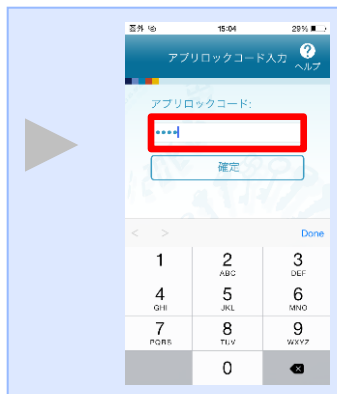 圏外
15:04
29%
アプリロックコード入力
?
ヘルプ
アプリロックコード:
••••
確定
< >
Done
1
2
ABC
3
DEF
4
GHI
5
JKL
6
MNO
7
PQRS
8
TUV
9
WXYZ
0